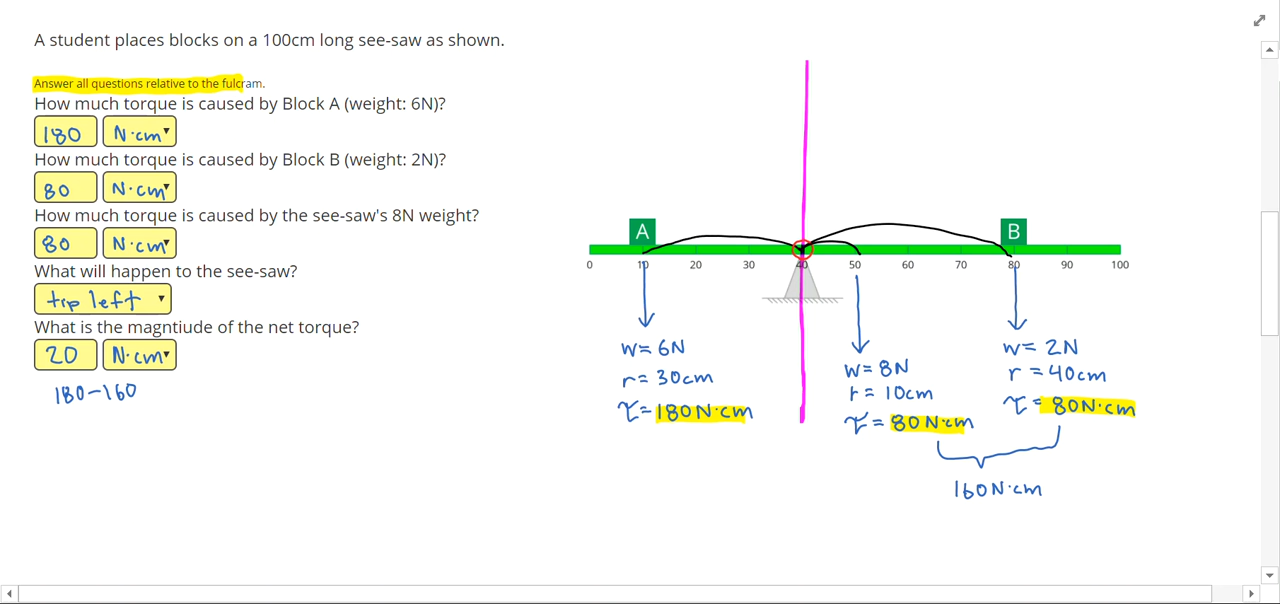 A student places blocks on a 100cm long see-saw as shown.
Answer all questions relative to the fulcram.
How much torque is caused by Block A (weight: 6N)?
180 N·cm
How much torque is caused by Block B (weight: 2N)?
80 N·cm
How much torque is caused by the see-saw's 8N weight?
80 N·cm
What will happen to the see-saw?
tip left
What is the magntiude of the net torque?
20 N·cm
180-160
A B
0 10 20 30 40 50 60 70 80 90 100
w= 6N
r= 30cm
τ= 180N·cm
w= 8N
r= 10cm
τ= 80N·cm
w= 2N
r = 40cm
τ = 80N·cm
160N·cm